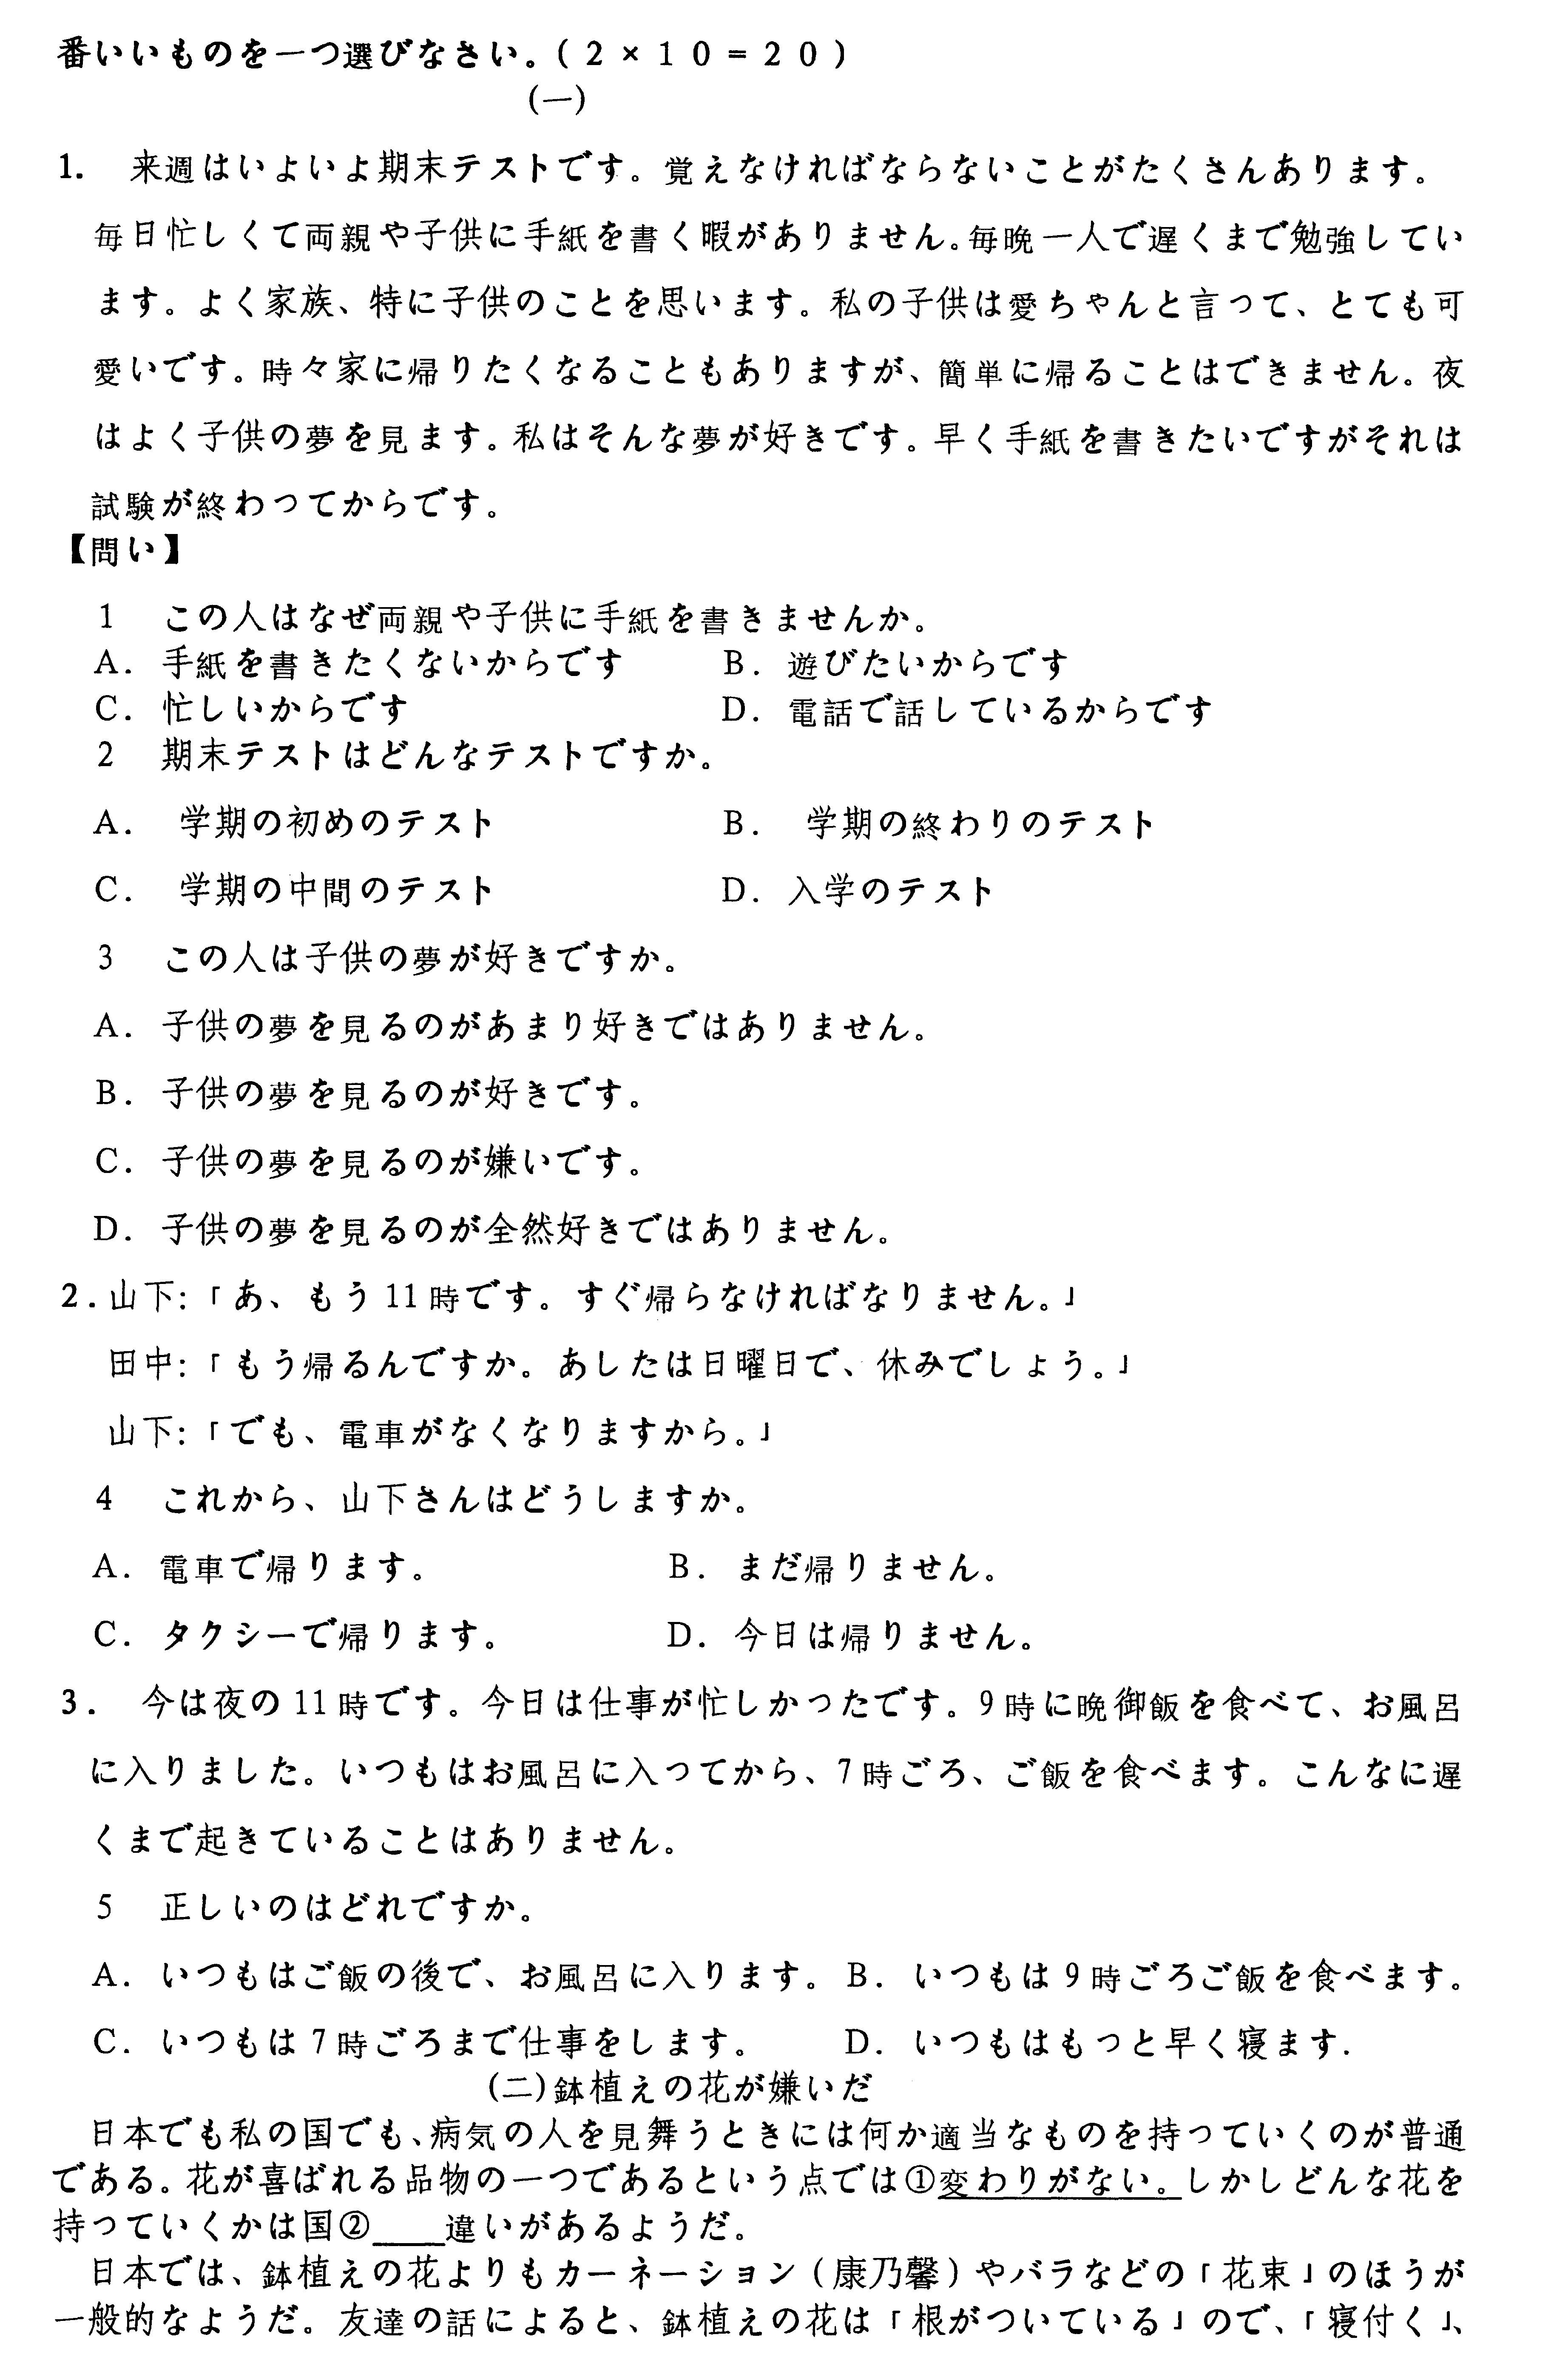 番いいものを一つ選びなさい。(2×10=20)
(一)
1. 来週はいよいよ期末テストです。覚えなければならないことがたくさんあります。
毎日忙しくて両親や子供に手紙を書く暇がありません。毎晩一人で遅くまで勉強してい
ます。よく家族、特に子供のことを思います。私の子供は愛ちゃんと言って、とても可
愛いです。時々家に帰りたくなることもありますが、簡単に帰ることはできません。夜
はよく子供の夢を見ます。私はそんな夢が好きです。早く手紙を書きたいですがそれは
試験が終わってからです。
【問い】
1 この人はなぜ両親や子供に手紙を書きませんか。
A. 手紙を書きたくないからです B. 遊びたいからです
C. 忙しいからです D. 電話で話しているからです
2 期末テストはどんなテストですか。
A. 学期の初めのテスト B. 学期の終わりのテスト
C. 学期の中間のテスト D. 入学のテスト
3 この人は子供の夢が好きですか。
A. 子供の夢を見るのがあまり好きではありません。
B. 子供の夢を見るのが好きです。
C. 子供の夢を見るのが嫌いです。
D. 子供の夢を見るのが全然好きではありません。
2. 山下:「あ、もう11時です。すぐ帰らなければなりません。」
田中:「もう帰るんですか。あしたは日曜日で、休みでしょう。」
山下:「でも、電車がなくなりますから。」
4 これから、山下さんはどうしますか。
A. 電車で帰ります。 B. まだ帰りません。
C. タクシーで帰ります。 D. 今日は帰りません。
3. 今は夜の11時です。今日は仕事が忙しかったです。9時に晩御飯を食べて、お風呂
に入りました。いつもはお風呂に入ってから、7時ごろ、ご飯を食べます。こんなに遅
くまで起きていることはありません。
5 正しいのはどれですか。
A. いつもはご飯の後で、お風呂に入ります。 B. いつもは9時ごろご飯を食べます。
C. いつもは7時ごろまで仕事をします。 D. いつもはもっと早く寝ます.
(二)鉢植えの花が嫌いだ
日本でも私の国でも、病気の人を見舞うときには何か適当なものを持っていくのが普通
である。花が喜ばれる品物の一つであるという点では①変わりがない。しかしどんな花を
持っていくかは国②____違いがあるようだ。
日本では、鉢植えの花よりもカーネーション(康乃馨)やバラなどの「花束」のほうが
一般的なようだ。友達の話によると、鉢植えの花は「根がついている」ので、「寝付く」、